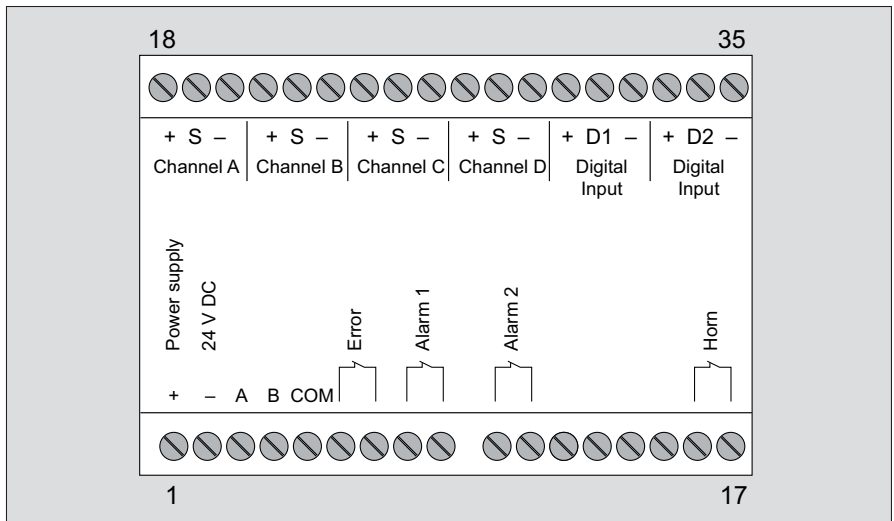 18 35
+ S – + S – + S – + S – + D1 – + D2 –
Channel A Channel B Channel C Channel D Digital Digital
Input Input
Power supply
24 V DC
Error
Alarm 1
Alarm 2
Horn
+ – A B COM
1 17